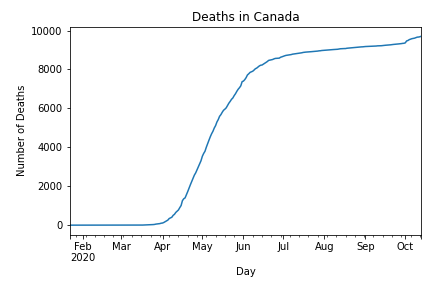 Deaths in Canada
Number of Deaths
10000
8000
6000
4000
2000
0
Feb Mar Apr May Jun Jul Aug Sep Oct
2020
Day